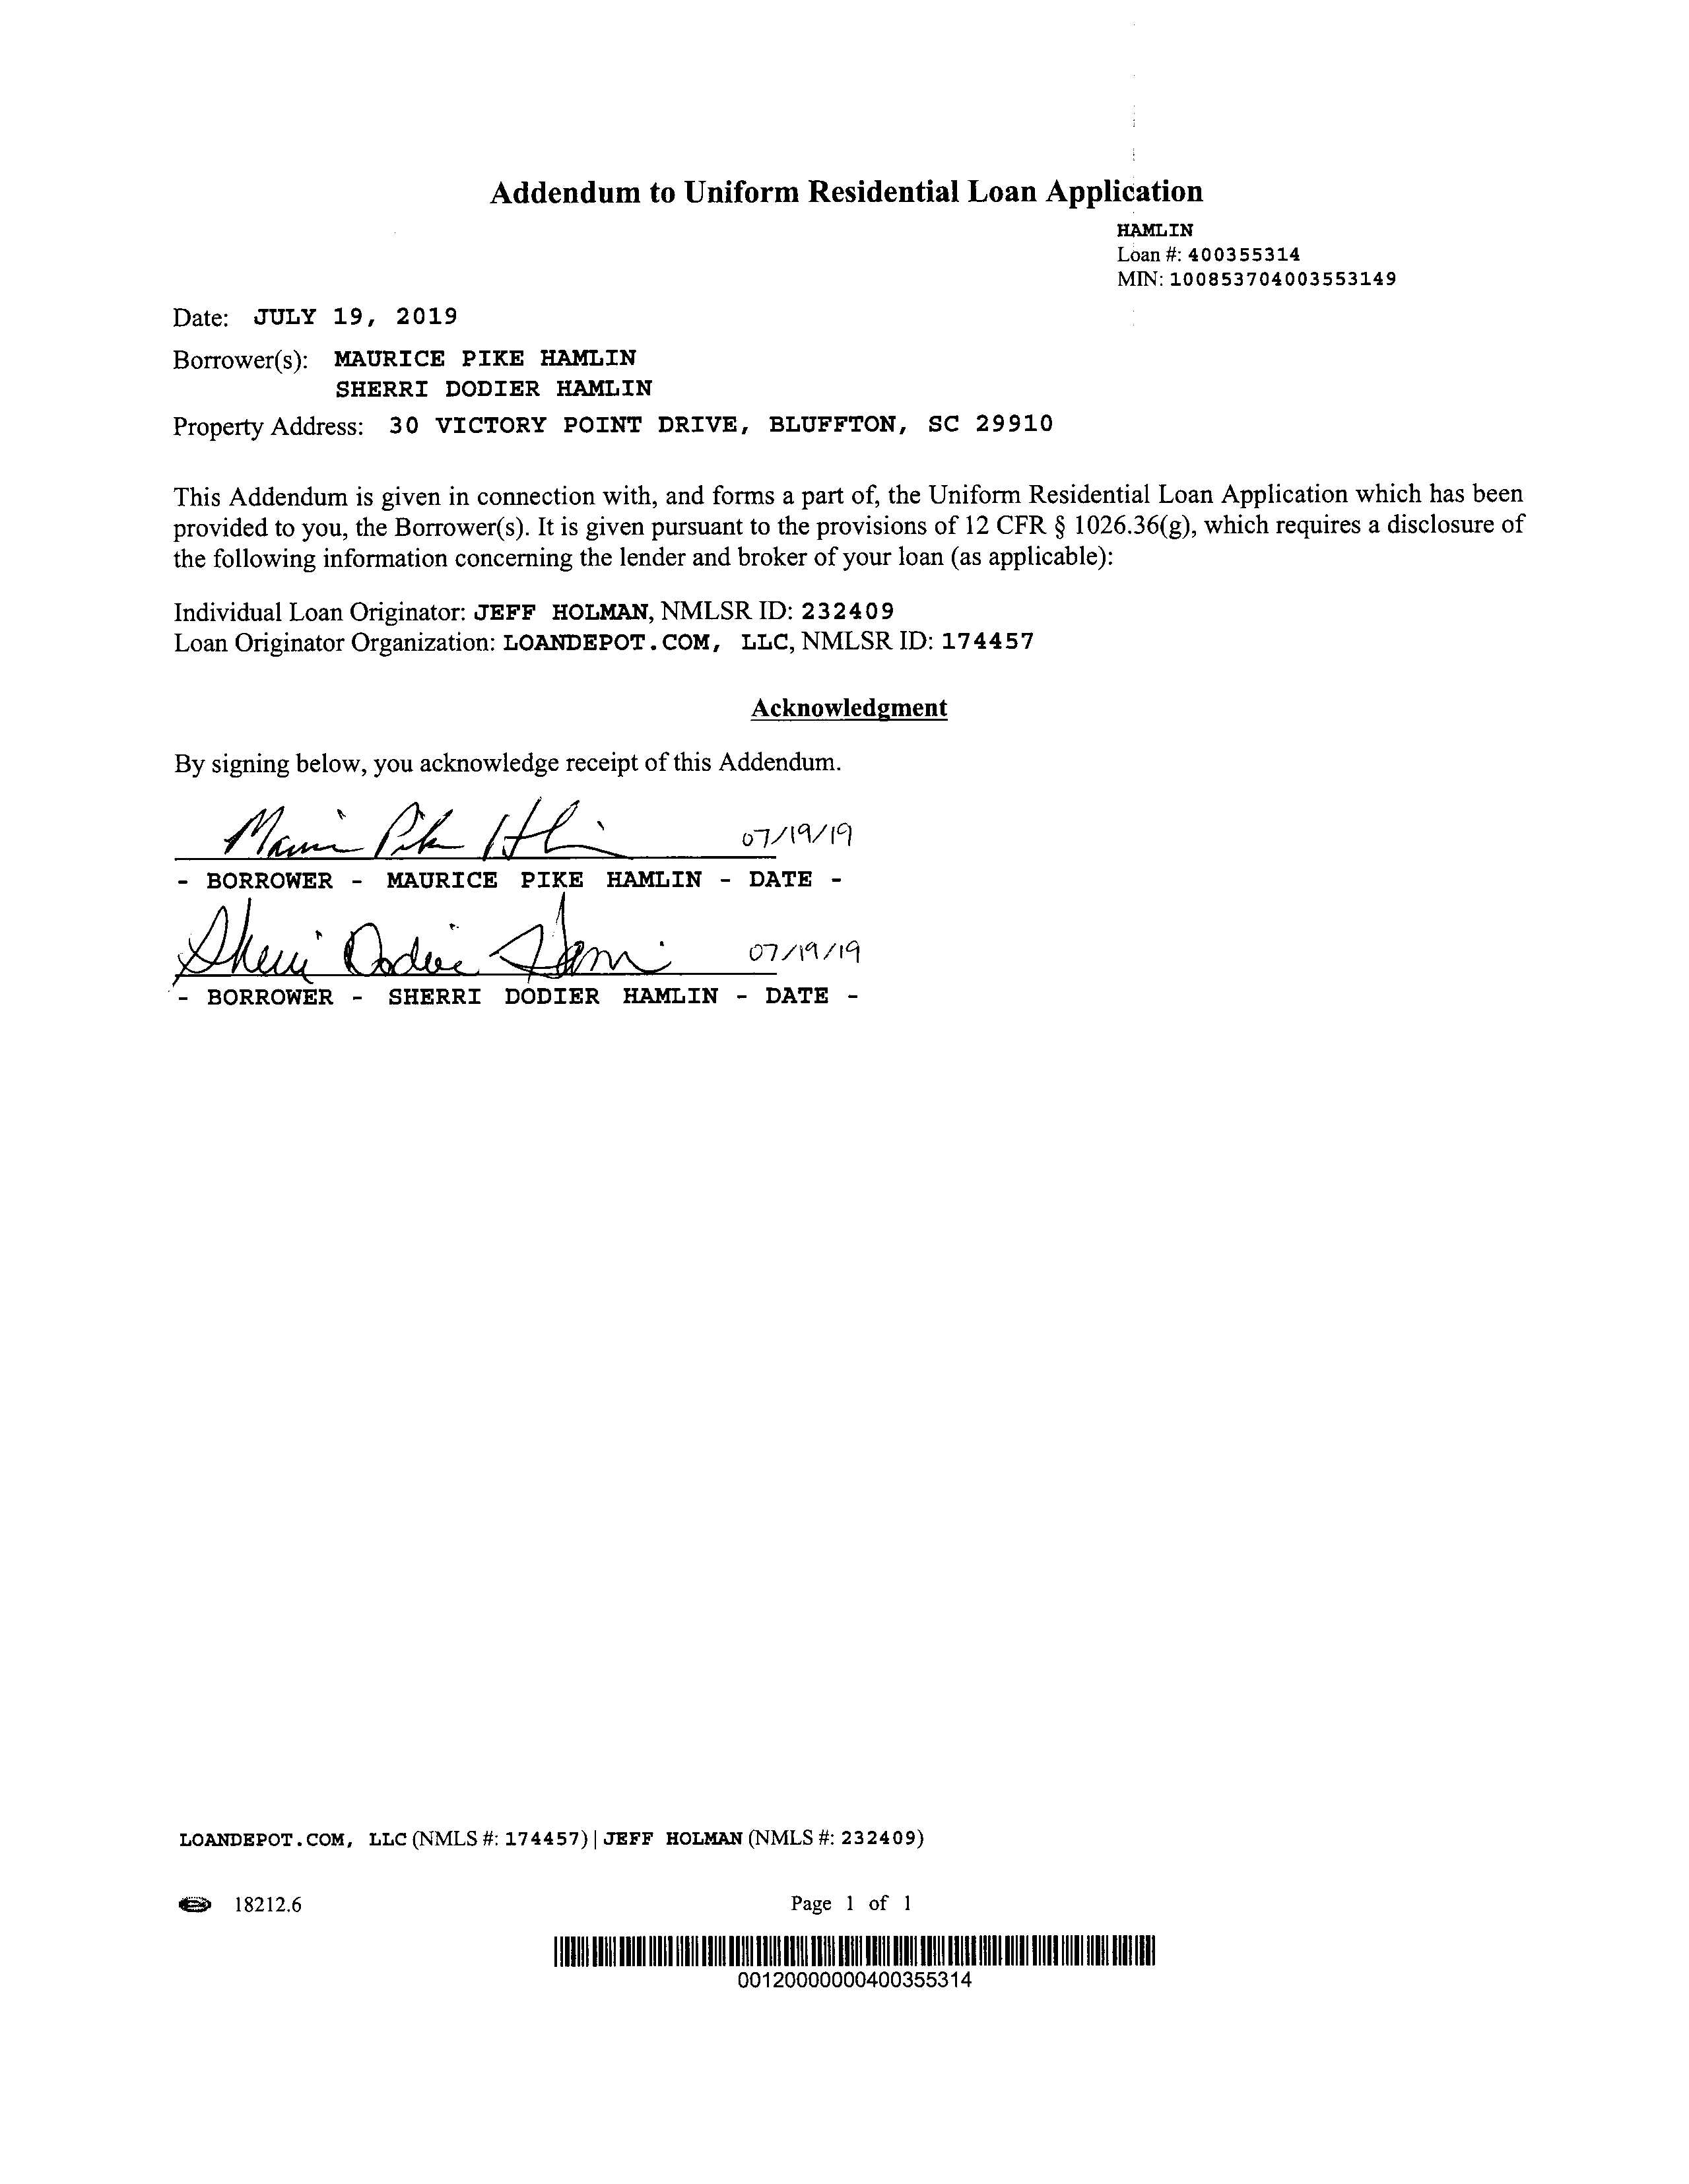 Addendum to Uniform Residential Loan Application
HAMLIN
Loan #: 400355314
MIN: 100853704003553149
Date: JULY 19, 2019
Borrower(s): MAURICE PIKE HAMLIN
SHERRI DODIER HAMLIN
Property Address: 30 VICTORY POINT DRIVE, BLUFFTON, SC 29910
This Addendum is given in connection with, and forms a part of, the Uniform Residential Loan Application which has been
provided to you, the Borrower(s). It is given pursuant to the provisions of 12 CFR § 1026.36(g), which requires a disclosure of
the following information concerning the lender and broker of your loan (as applicable):
Individual Loan Originator: JEFF HOLMAN, NMLSR ID: 232409
Loan Originator Organization: LOANDEPOT.COM, LLC, NMLSR ID: 174457
Acknowledgment
By signing below, you acknowledge receipt of this Addendum.
07/19/19
- BORROWER - MAURICE PIKE HAMLIN - DATE -
07/19/19
- BORROWER - SHERRI DODIER HAMLIN - DATE -
LOANDEPOT.COM, LLC (NMLS #: 174457) | JEFF HOLMAN (NMLS #: 232409)
18212.6 Page 1 of 1
00120000000400355314